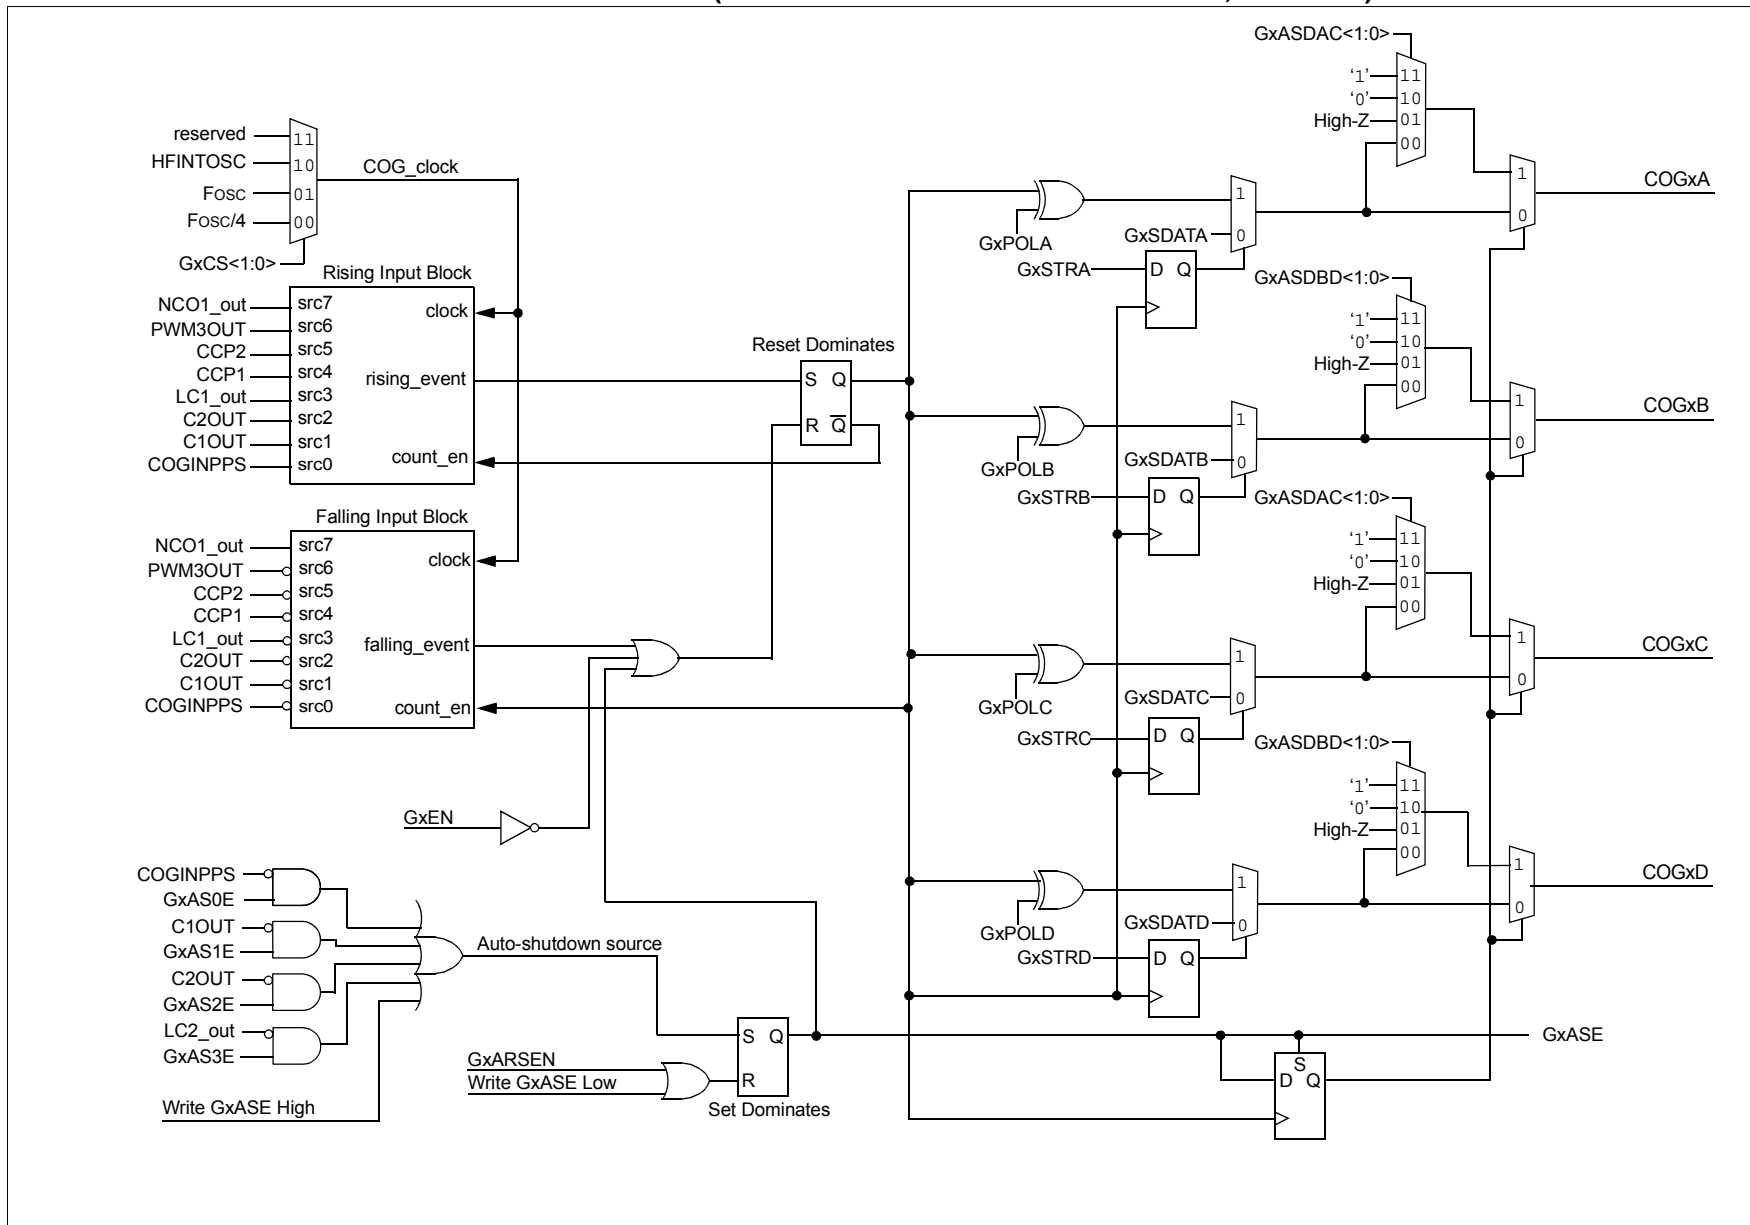 reserved
HFINTOSC
FOSC
FOSC/4
11
10
01
00
GxCS<1:0>
COG_clock
Rising Input Block
NCO1_out
PWM3OUT
CCP2
CCP1
LC1_out
C2OUT
C1OUT
COGINPPS
src7
src6
src5
src4
src3
src2
src1
src0
clock
rising_event
count_en
Falling Input Block
NCO1_out
PWM3OUT
CCP2
CCP1
LC1_out
C2OUT
C1OUT
COGINPPS
src7
src6
src5
src4
src3
src2
src1
src0
clock
falling_event
count_en
Reset Dominates
S Q
R Q
GxEN
COGINPPS
GxAS0E
C1OUT
GxAS1E
C2OUT
GxAS2E
LC2_out
GxAS3E
Write GxASE High
Auto-shutdown source
GxARSEN
Write GxASE Low
S Q
R
Set Dominates
GxASDAC<1:0>
‘1’
‘0’
High-Z
11
10
01
00
GxPOLA
GxSDATA
GxSTRA
D Q
1
0
1
0
COGxA
GxASDBD<1:0>
‘1’
‘0’
High-Z
11
10
01
00
GxPOLB
GxSDATB
GxSTRB
D Q
1
0
1
0
COGxB
GxASDAC<1:0>
‘1’
‘0’
High-Z
11
10
01
00
GxPOLC
GxSDATC
GxSTRC
D Q
1
0
1
0
COGxC
GxASDBD<1:0>
‘1’
‘0’
High-Z
11
10
01
00
GxPOLD
GxSDATD
GxSTRD
D Q
1
0
1
0
COGxD
GxASE
S
D Q